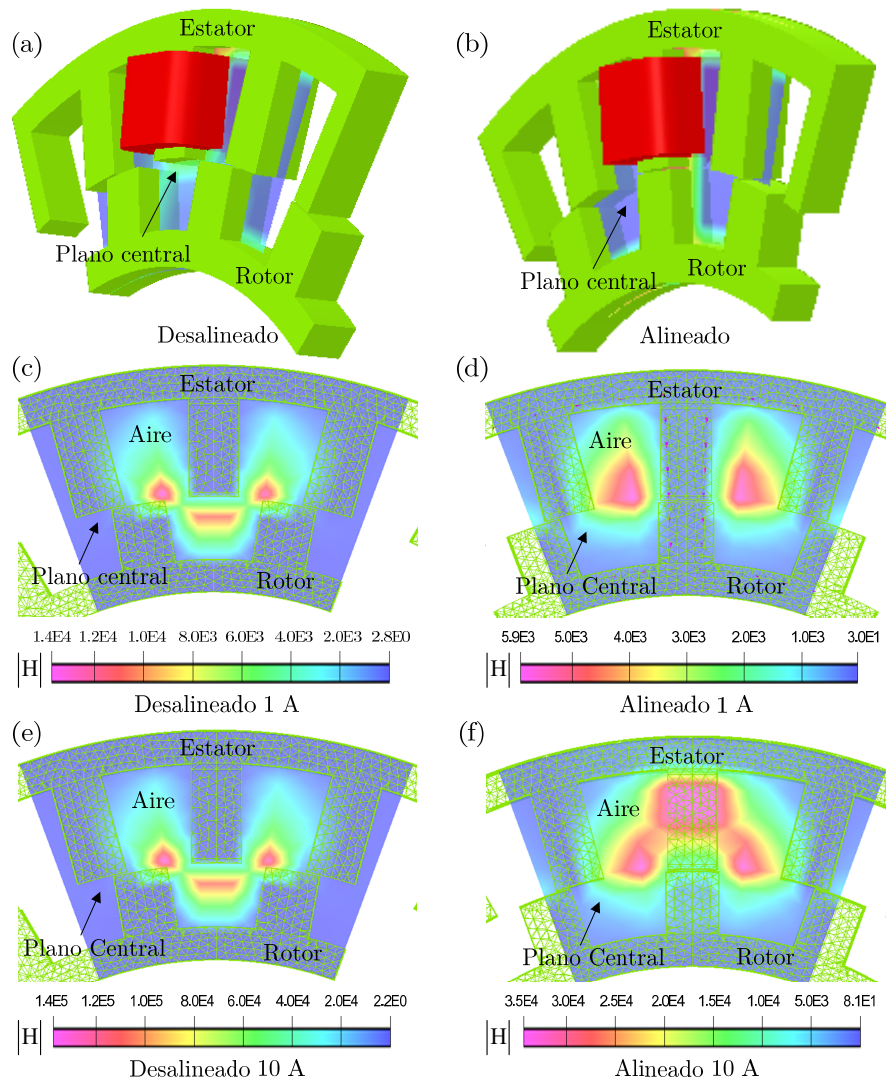 (a)
Estator
Plano central
Rotor
Desalineado
(b)
Estator
Plano central
Rotor
Alineado
(c)
Estator
Aire
Plano central
Rotor
1.4E4 1.2E4 1.0E4 8.0E3 6.0E3 4.0E3 2.0E3 2.8E0
|H|
Desalineado 1 A
(d)
Estator
Aire
Plano Central
Rotor
5.9E3 5.0E3 4.0E3 3.0E3 2.0E3 1.0E3 3.0E1
|H|
Alineado 1 A
(e)
Estator
Aire
Plano Central
Rotor
1.4E5 1.2E5 1.0E5 8.0E4 6.0E4 4.0E4 2.0E4 2.2E0
|H|
Desalineado 10 A
(f)
Estator
Aire
Plano Central
Rotor
3.5E4 3.0E4 2.5E4 2.0E4 1.5E4 1.0E4 5.0E3 8.1E1
|H|
Alineado 10 A